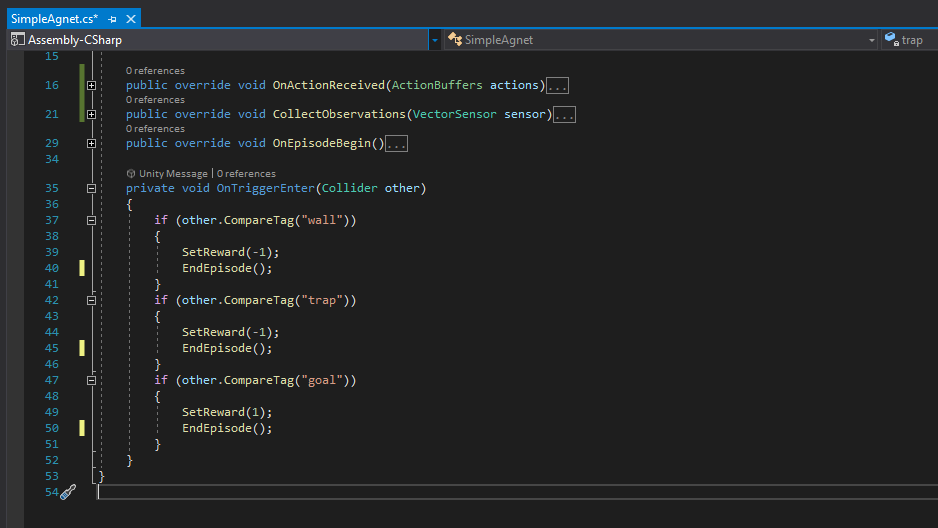 SimpleAgnet.cs*
Assembly-CSharp SimpleAgnet trap
15
0 references
16 public override void OnActionReceived(ActionBuffers actions)...
0 references
21 public override void CollectObservations(VectorSensor sensor)...
0 references
29 public override void OnEpisodeBegin()...
34
Unity Message | 0 references
35 private void OnTriggerEnter(Collider other)
36 {
37 if (other.CompareTag("wall"))
38 {
39 SetReward(-1);
40 EndEpisode();
41 }
42 if (other.CompareTag("trap"))
43 {
44 SetReward(-1);
45 EndEpisode();
46 }
47 if (other.CompareTag("goal"))
48 {
49 SetReward(1);
50 EndEpisode();
51 }
52 }
53 }
54